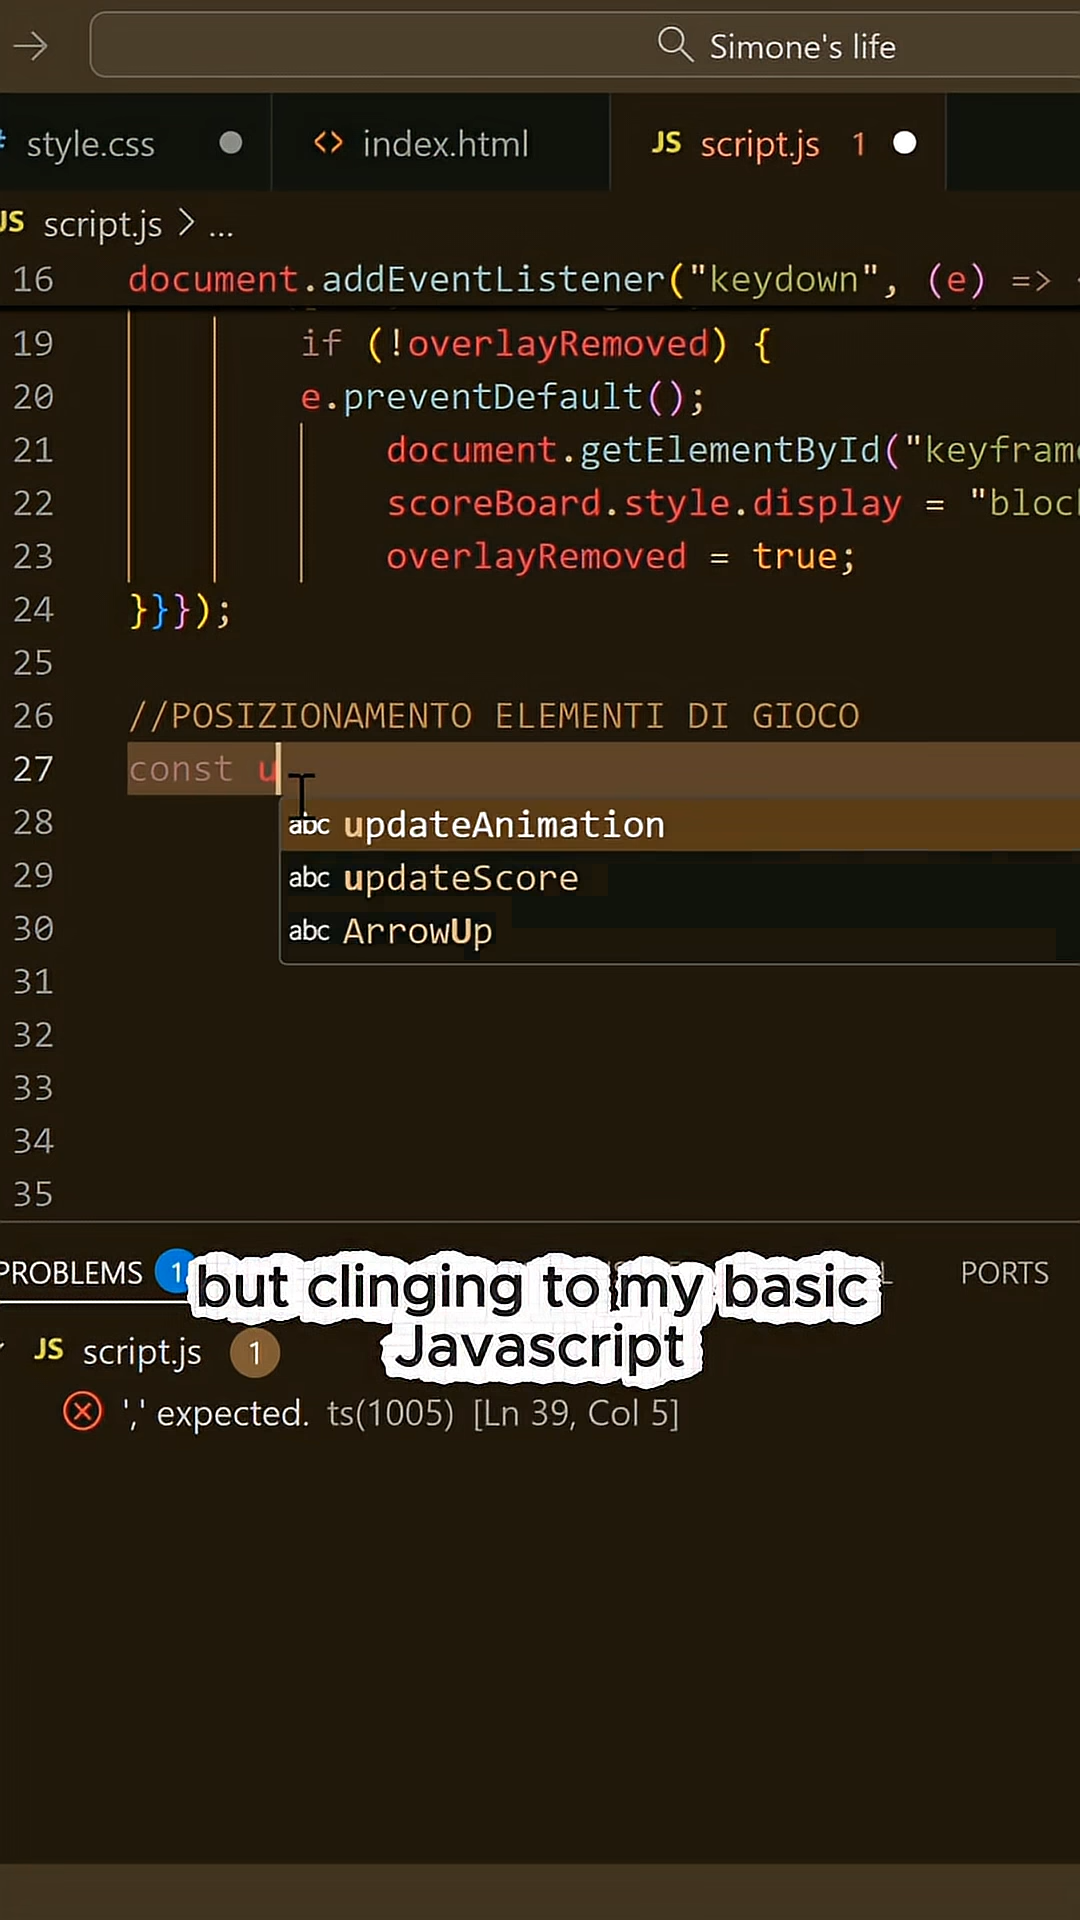 Simone's life
style.css
index.html
JS script.js 1
JS script.js > ...
16 document.addEventListener("keydown", (e) =>
19 if (!overlayRemoved) {
20 e.preventDefault();
21 document.getElementById("keyframe
22 scoreBoard.style.display = "block
23 overlayRemoved = true;
24 }}});
25
26 //POSIZIONAMENTO ELEMENTI DI GIOCO
27 const u
28 abc updateAnimation
29 abc updateScore
30 abc ArrowUp
31
32
33
34
35
PROBLEMS 1 PORTS
but clinging to my basic
Javascript
JS script.js 1
',' expected. ts(1005) [Ln 39, Col 5]